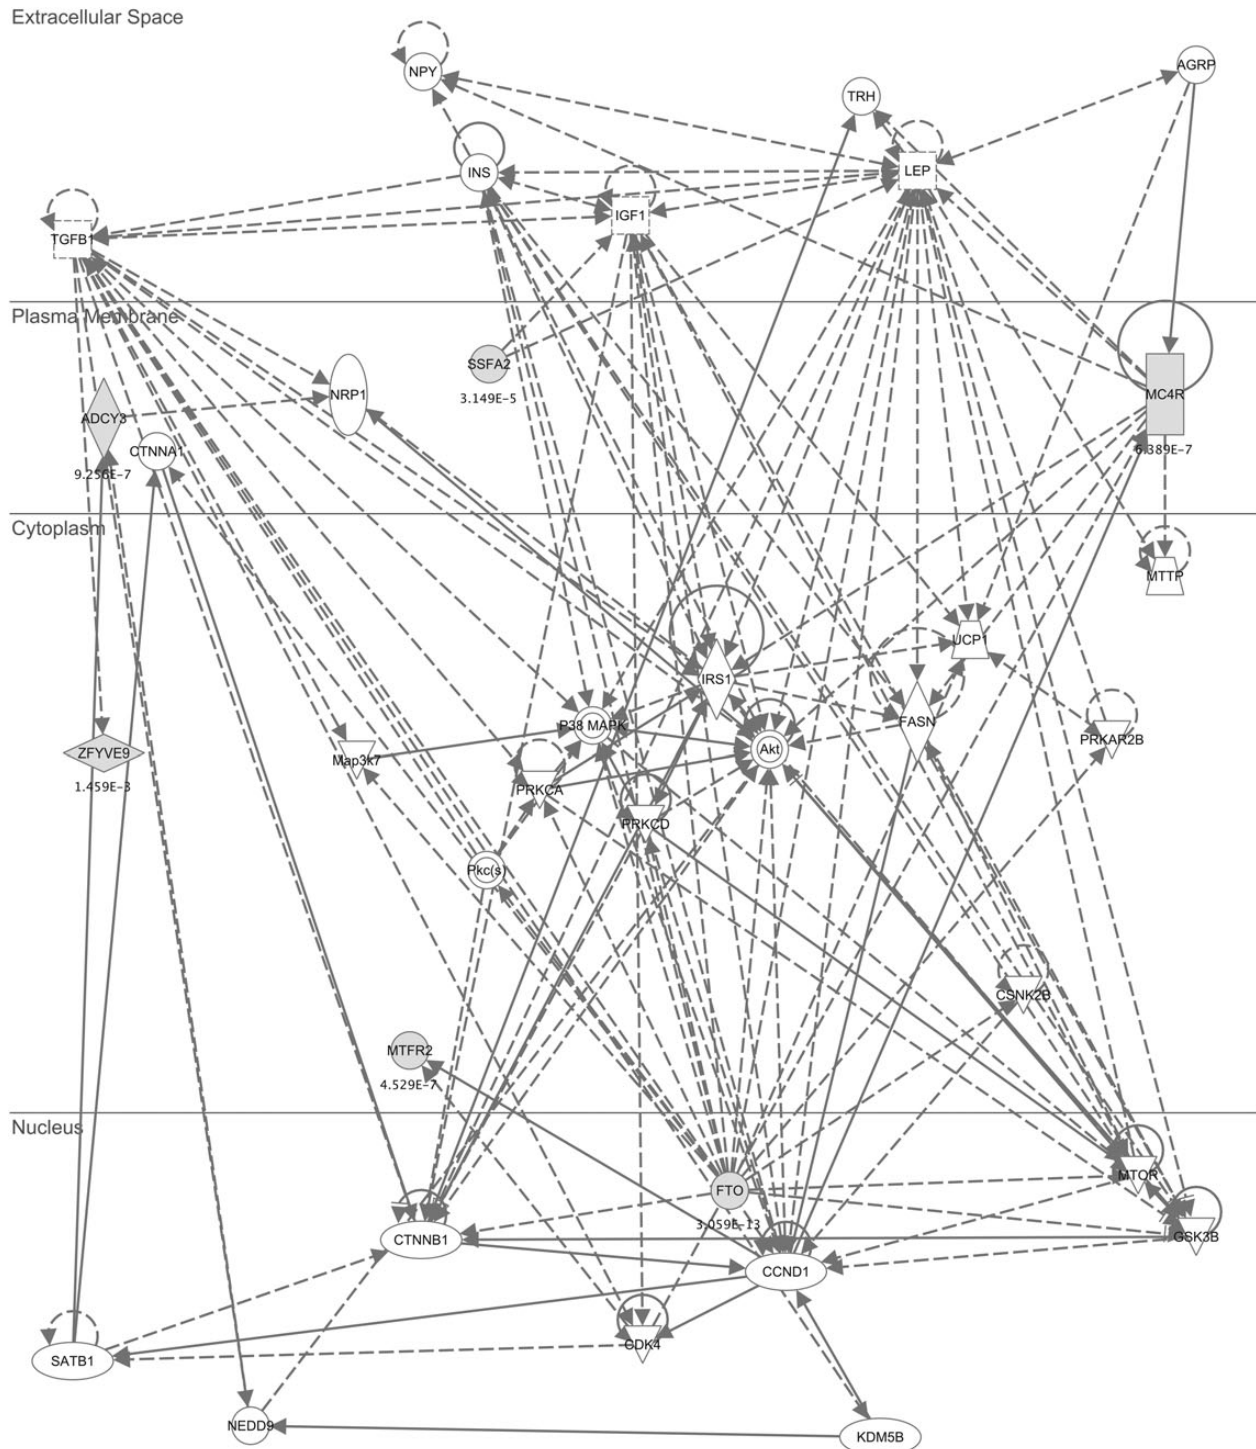 Extracellular Space
NPY
AGRP
TRH
INS
LEP
IGF1
TGFB1
Plasma Membrane
SSFA2
3.149E-5
NRP1
MC4R
6.389E-7
ADCY3
9.256E-7
CTNNA1
Cytoplasm
MTTP
UCP1
IRS1
FASN
P38 MAPK
Akt
PRKAR2B
ZFYVE9
1.459E-3
Map3k7
PRKCA
PRKCD
Pkc(s)
CSNK2B
MTFR2
4.529E-7
Nucleus
MTOR
FTO
3.059E-13
CTNNB1
GSK3B
CCND1
CDK4
SATB1
NEDD9
KDM5B